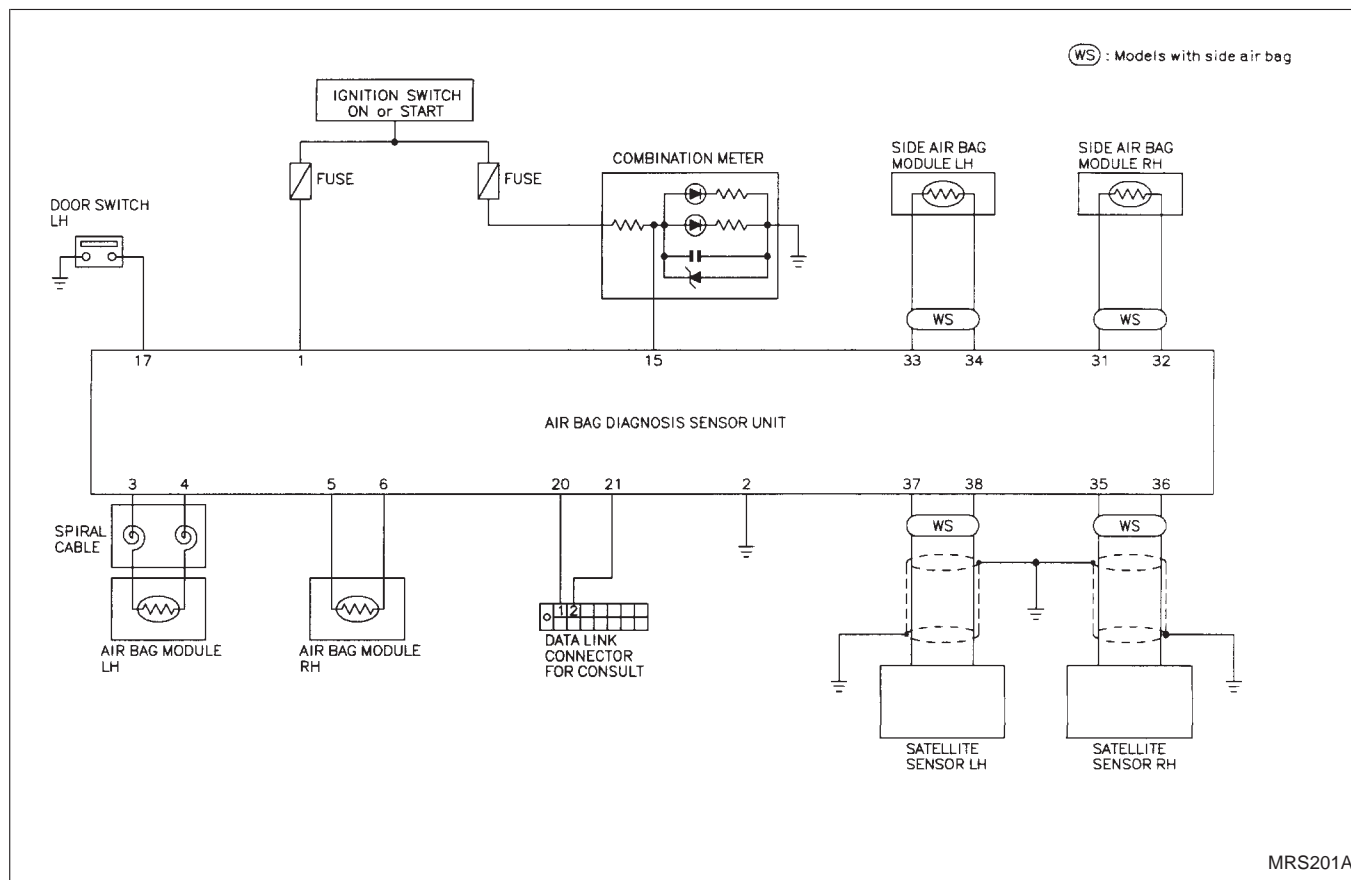 WS : Models with side air bag
IGNITION SWITCH
ON or START
FUSE
FUSE
COMBINATION METER
SIDE AIR BAG
MODULE LH
SIDE AIR BAG
MODULE RH
DOOR SWITCH
LH
WS
WS
17 1 15 33 34 31 32
AIR BAG DIAGNOSIS SENSOR UNIT
3 4 5 6 20 21 2 37 38 35 36
SPIRAL
CABLE
WS
WS
1 2
AIR BAG MODULE
LH
AIR BAG MODULE
RH
DATA LINK
CONNECTOR
FOR CONSULT
SATELLITE
SENSOR LH
SATELLITE
SENSOR RH
MRS201A